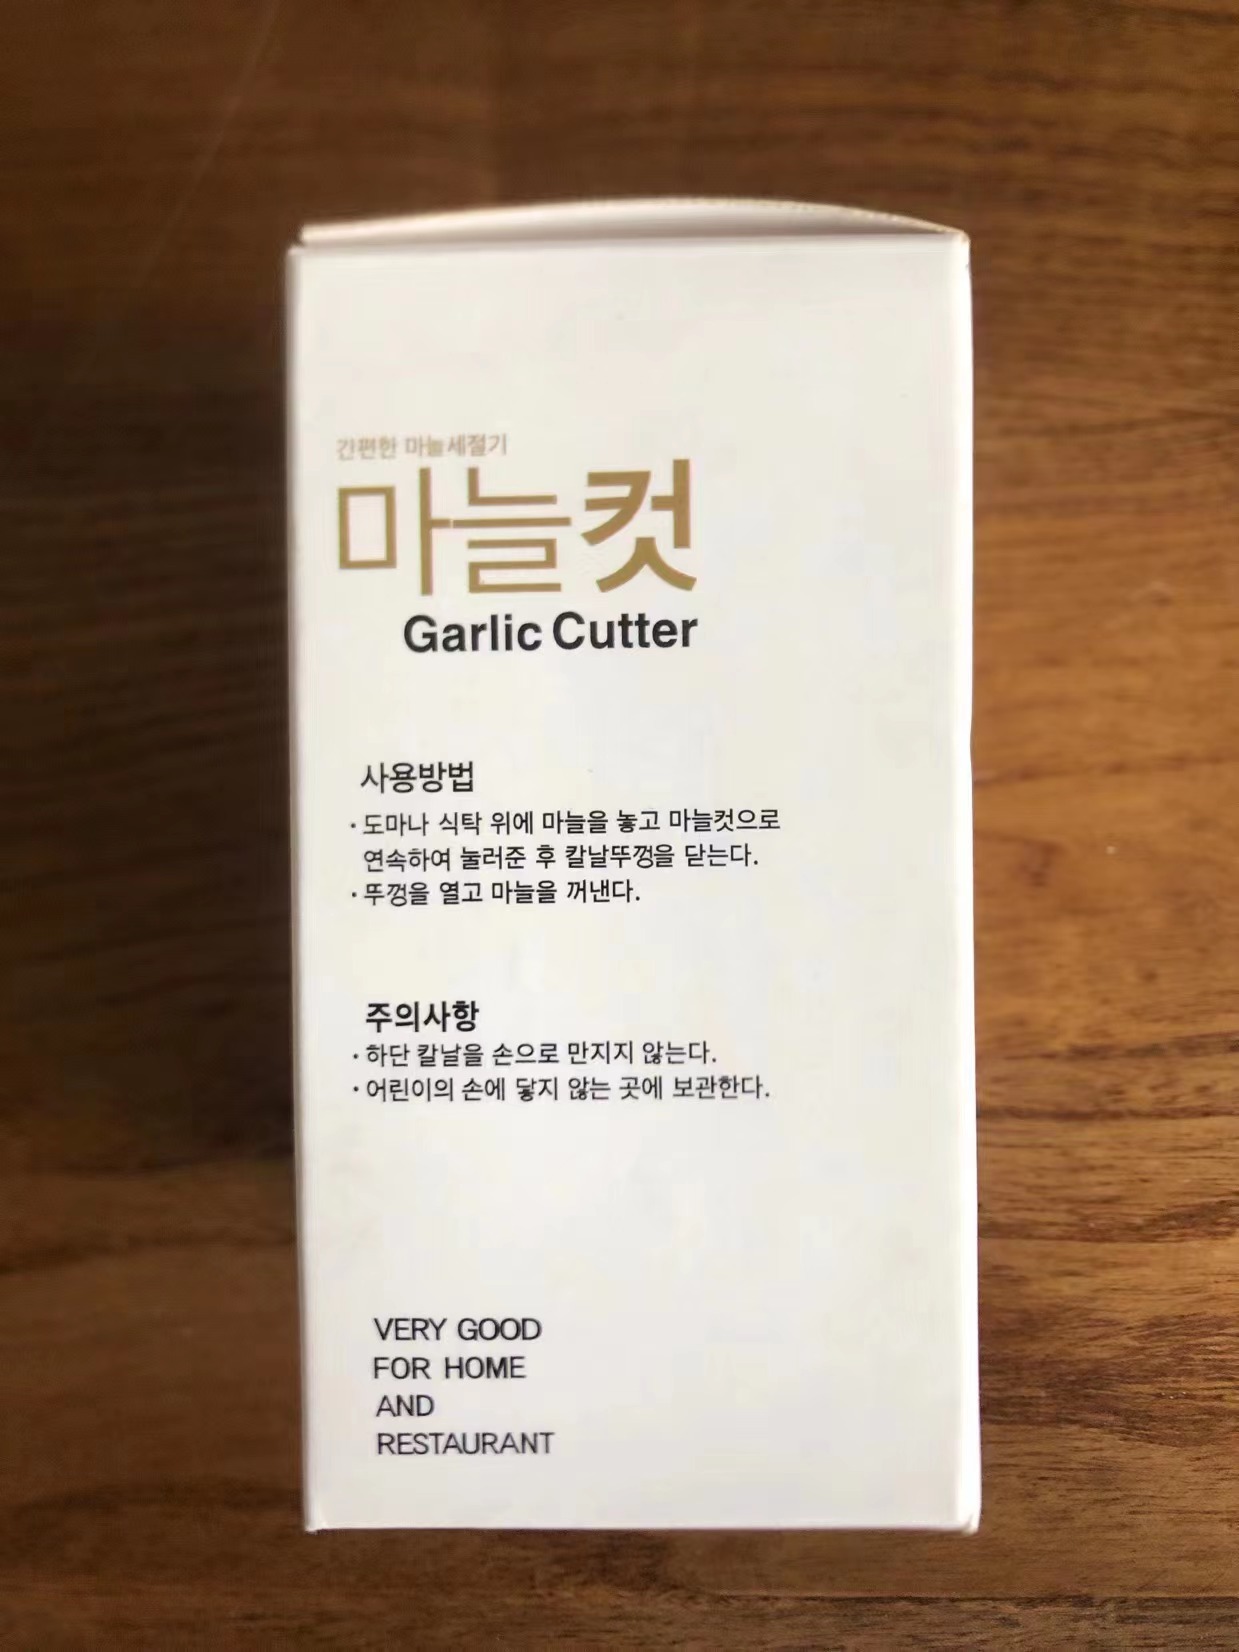 간편한 마늘세절기
마늘컷
Garlic Cutter
사용방법
· 도마나 식탁 위에 마늘을 놓고 마늘컷으로
연속하여 눌러준 후 칼날뚜껑을 닫는다.
· 뚜껑을 열고 마늘을 꺼낸다.
주의사항
· 하단 칼날을 손으로 만지지 않는다.
· 어린이의 손에 닿지 않는 곳에 보관한다.
VERY GOOD
FOR HOME
AND
RESTAURANT